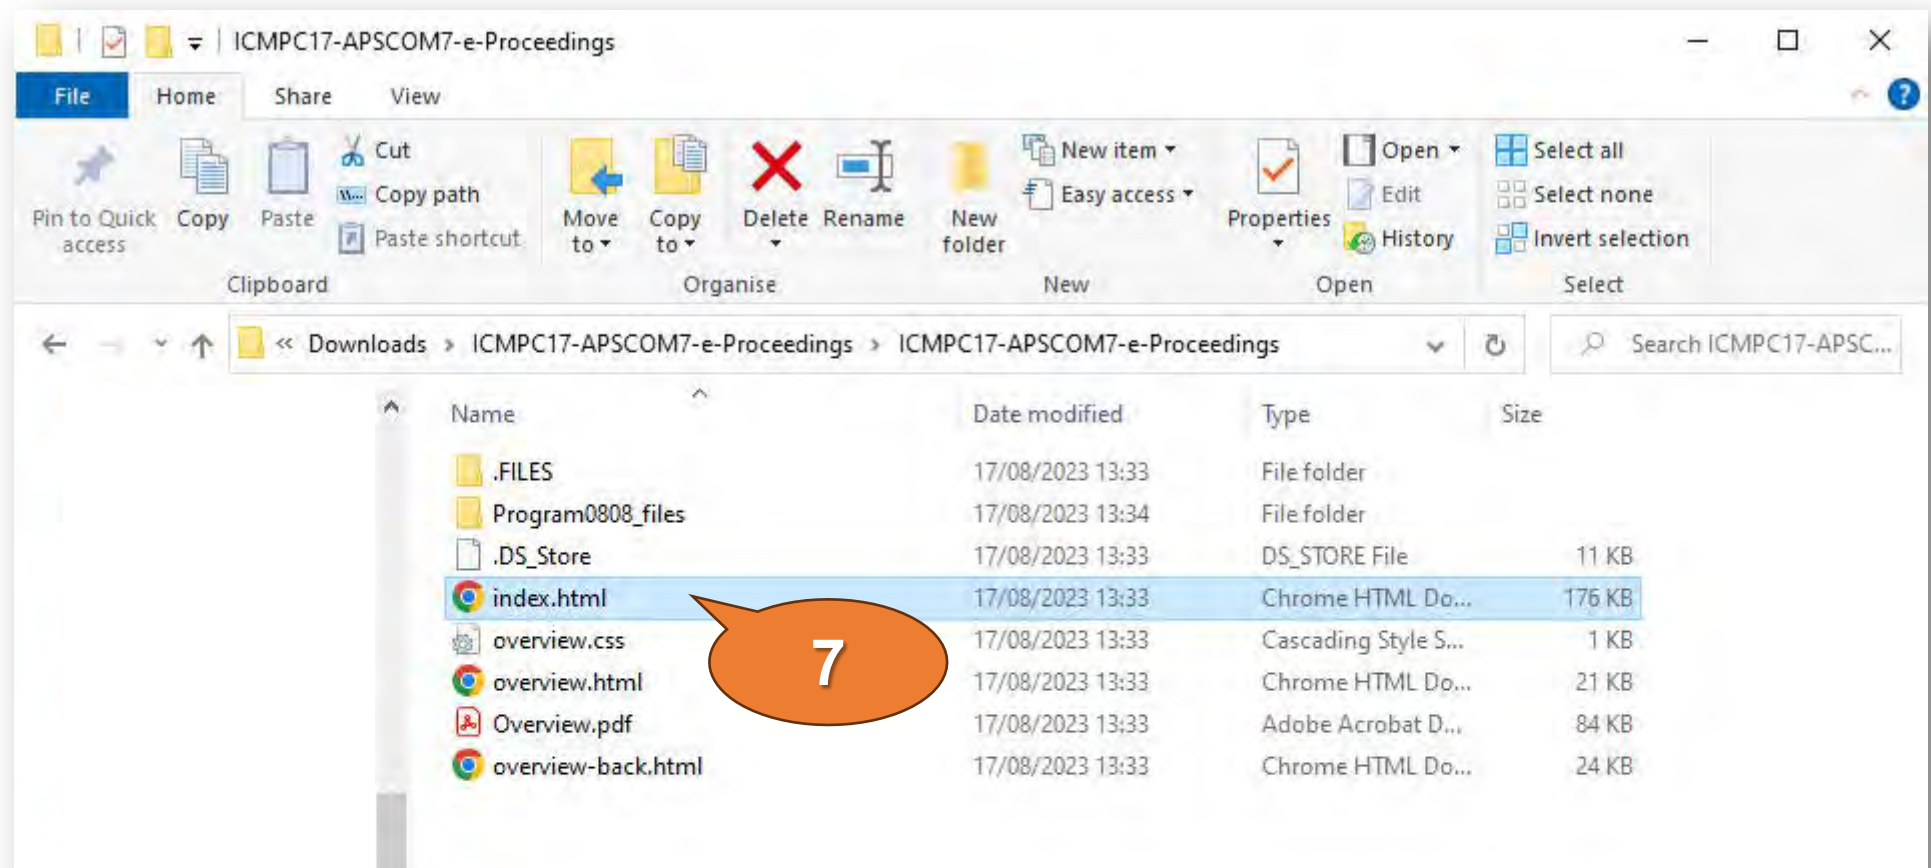 ICMPC17-APSCOM7-e-Proceedings
File Home Share View
Pin to Quick access
Copy
Paste
Cut
Copy path
Paste shortcut
Clipboard
Move to
Copy to
Delete
Rename
Organise
New folder
New item
Easy access
New
Properties
Open
Edit
History
Open
Select all
Select none
Invert selection
Select
« Downloads › ICMPC17-APSCOM7-e-Proceedings › ICMPC17-APSCOM7-e-Proceedings
Search ICMPC17-APSC...
Name Date modified Type Size
.FILES 17/08/2023 13:33 File folder
Program0808_files 17/08/2023 13:34 File folder
.DS_Store 17/08/2023 13:33 DS_STORE File 11 KB
index.html 17/08/2023 13:33 Chrome HTML Do... 176 KB
overview.css 17/08/2023 13:33 Cascading Style S... 1 KB
overview.html 17/08/2023 13:33 Chrome HTML Do... 21 KB
Overview.pdf 17/08/2023 13:33 Adobe Acrobat D... 84 KB
overview-back.html 17/08/2023 13:33 Chrome HTML Do... 24 KB
7